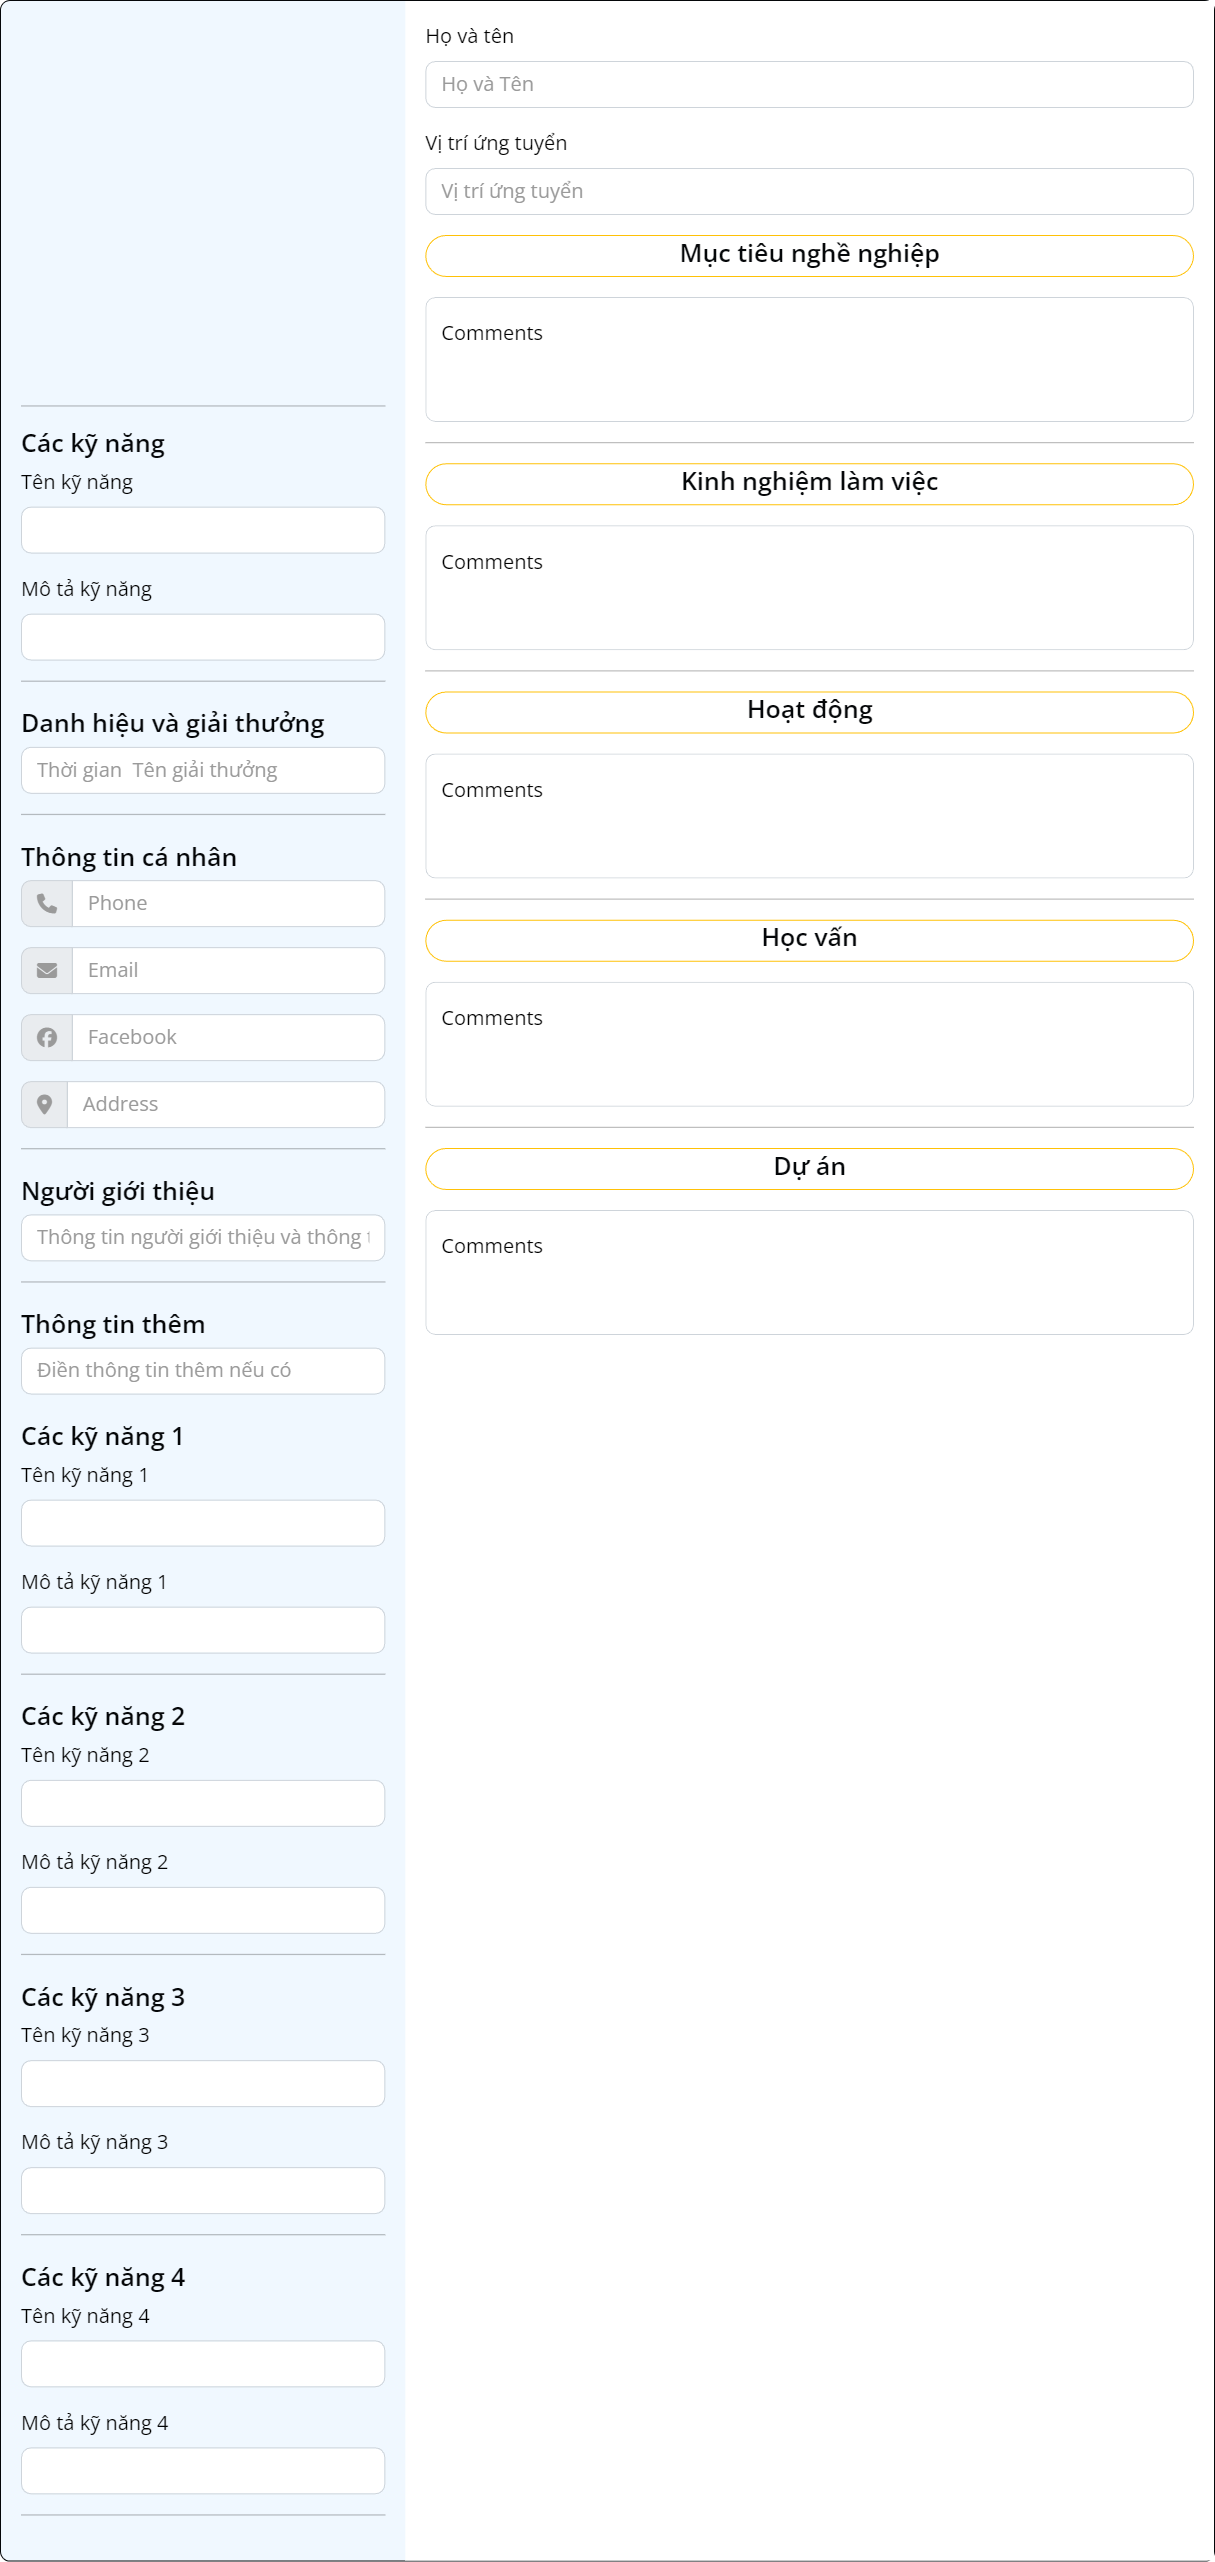 Các kỹ năng
Tên kỹ năng
Mô tả kỹ năng
Danh hiệu và giải thưởng
Thời gian  Tên giải thưởng
Thông tin cá nhân
Phone
Email
Facebook
Address
Người giới thiệu
Thông tin người giới thiệu và thông
Thông tin thêm
Điền thông tin thêm nếu có
Các kỹ năng 1
Tên kỹ năng 1
Mô tả kỹ năng 1
Các kỹ năng 2
Tên kỹ năng 2
Mô tả kỹ năng 2
Các kỹ năng 3
Tên kỹ năng 3
Mô tả kỹ năng 3
Các kỹ năng 4
Tên kỹ năng 4
Mô tả kỹ năng 4
Họ và tên
Họ và Tên
Vị trí ứng tuyển
Vị trí ứng tuyển
Mục tiêu nghề nghiệp
Comments
Kinh nghiệm làm việc
Comments
Hoạt động
Comments
Học vấn
Comments
Dự án
Comments